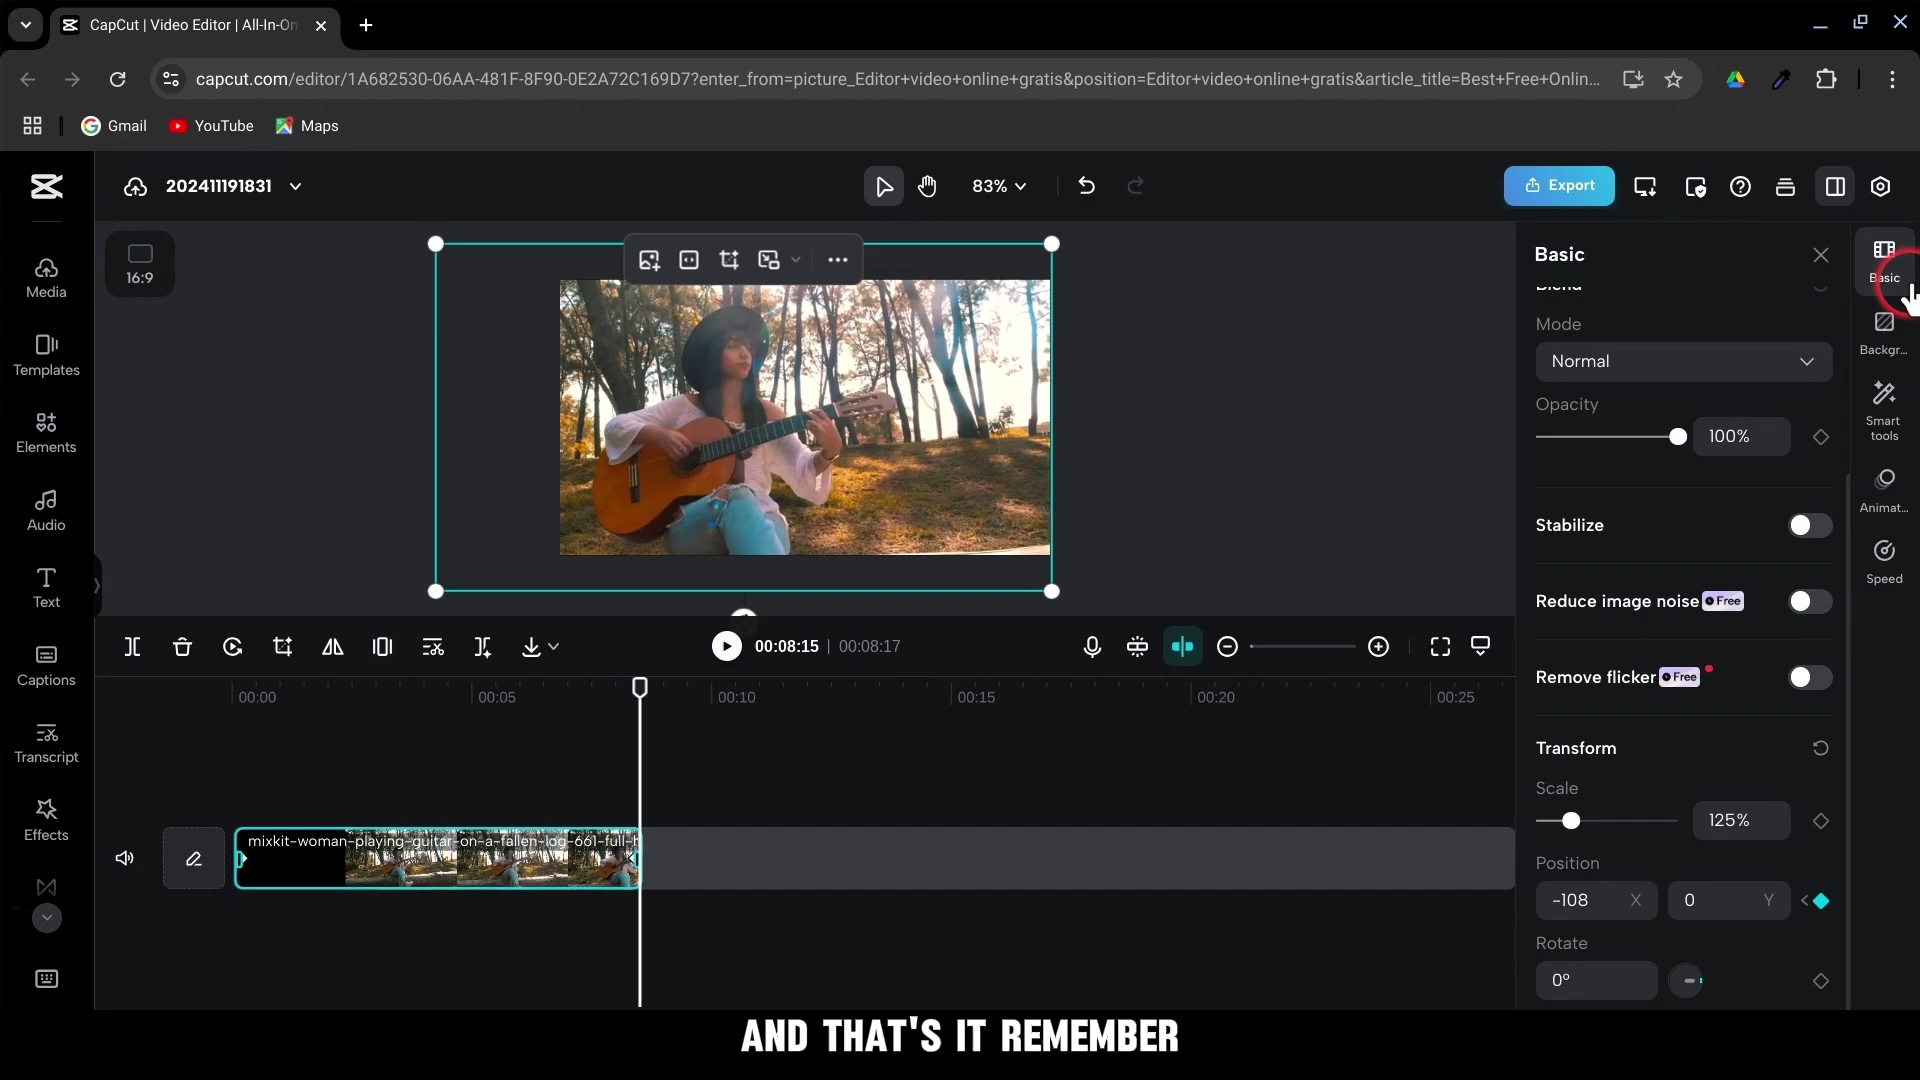 CapCut | Video Editor | All-In-On
capcut.com/editor/1A682530-06AA-481F-8F90-0E2A72C169D7?enter_from=picture_Editor+video+online+gratis&position=Editor+video+online+gratis&article_title=Best+Free+Onlin...
Gmail
YouTube
Maps
202411191831
83%
Export
16:9
Media
Templates
Elements
Audio
Text
Captions
Transcript
Effects
Basic
Blend
Mode
Normal
Opacity
100%
Stabilize
Reduce image noise Free
Remove flicker Free
Transform
Scale
125%
Position
-108 X 0 Y
Rotate
0°
Basic
Backgr...
Smart
tools
Animat...
Speed
00:08:15 | 00:08:17
00:00 00:05 00:10 00:15 00:20 00:25
mixkit-woman-playing-guitar-on-a-fallen-log-661-full-h
AND THAT'S IT REMEMBER